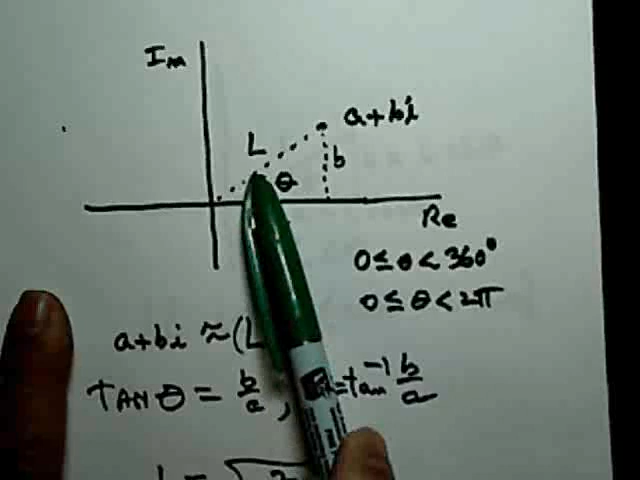 Im
a+bi
L
b
θ
Re
0≤θ<360°
0≤θ<2π
a+bi ≈(L
TAN θ = b/a, =tan⁻¹ b/a
L = √